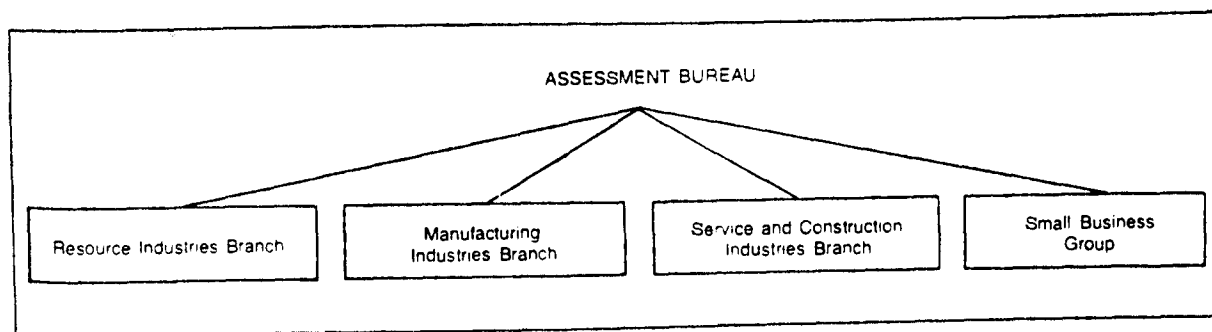 ASSESSMENT BUREAU
Resource Industries Branch
Manufacturing
Industries Branch
Service and Construction
Industries Branch
Small Business
Group